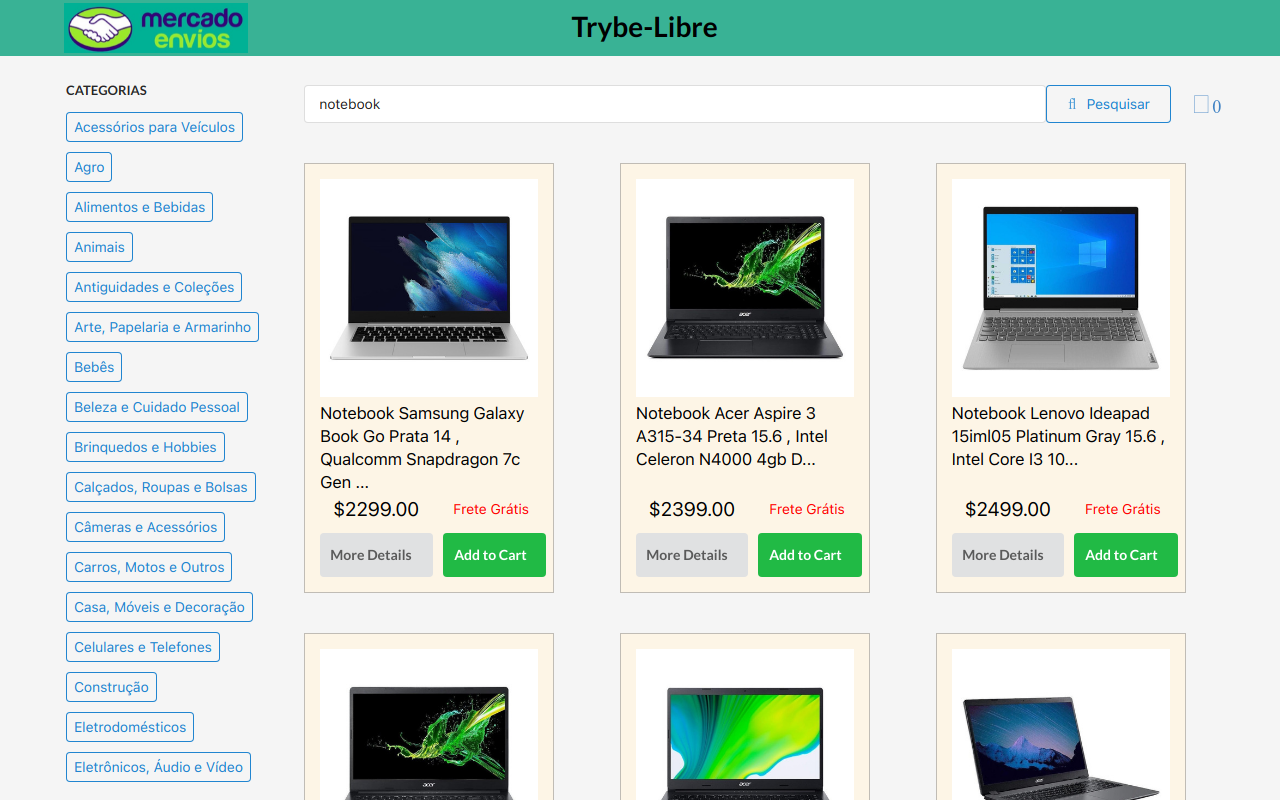 mercado
envios
Trybe-Libre
CATEGORIAS
Acessórios para Veículos
Agro
Alimentos e Bebidas
Animais
Antiguidades e Coleções
Arte, Papelaria e Armarinho
Bebês
Beleza e Cuidado Pessoal
Brinquedos e Hobbies
Calçados, Roupas e Bolsas
Câmeras e Acessórios
Carros, Motos e Outros
Casa, Móveis e Decoração
Celulares e Telefones
Construção
Eletrodomésticos
Eletrônicos, Áudio e Vídeo
notebook
Pesquisar
0
Notebook Samsung Galaxy
Book Go Prata 14 ,
Qualcomm Snapdragon 7c
Gen ...
$2299.00
Frete Grátis
More Details
Add to Cart
acer
Notebook Acer Aspire 3
A315-34 Preta 15.6 , Intel
Celeron N4000 4gb D...
$2399.00
Frete Grátis
More Details
Add to Cart
Notebook Lenovo Ideapad
15iml05 Platinum Gray 15.6 ,
Intel Core I3 10...
$2499.00
Frete Grátis
More Details
Add to Cart
acer
acer
acer